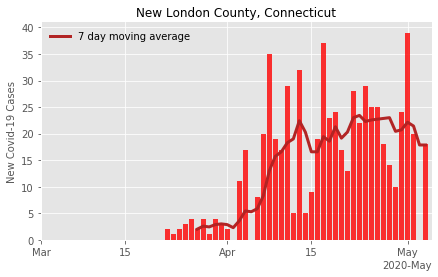 New London County, Connecticut
40
35
30
25
20
15
10
5
0
New Covid-19 Cases
7 day moving average
Mar
15
Apr
15
May
2020-May